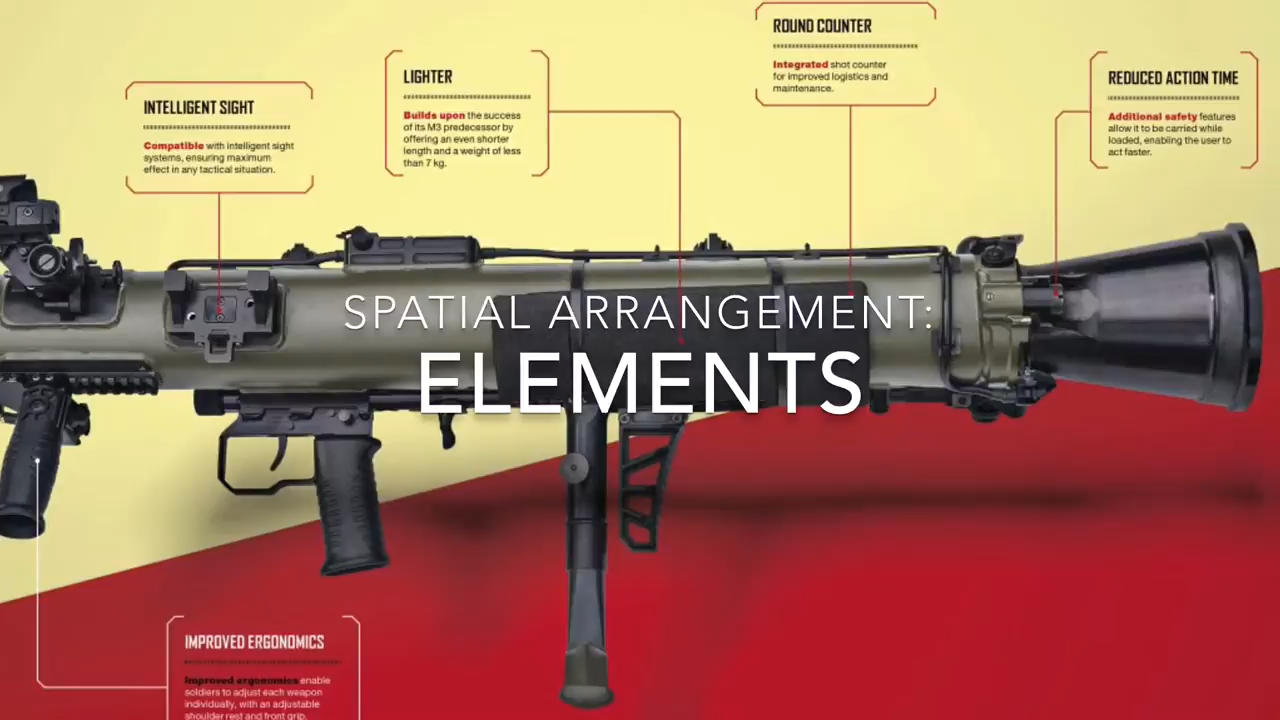 ROUND COUNTER
Integrated shot counter
for improved logistics and
maintenance.
LIGHTER
Builds upon the success
of its M3 predecessor by
offering an even shorter
length and a weight of less
than 7 kg.
REDUCED ACTION TIME
Additional safety features
allow it to be carried while
loaded, enabling the user to
act faster.
INTELLIGENT SIGHT
Compatible with intelligent sight
systems, ensuring maximum
effect in any tactical situation.
SPATIAL ARRANGEMENT:
ELEMENTS
IMPROVED ERGONOMICS
Improved ergonomics enable
soldiers to adjust each weapon
individually, with an adjustable
shoulder rest and front grip.